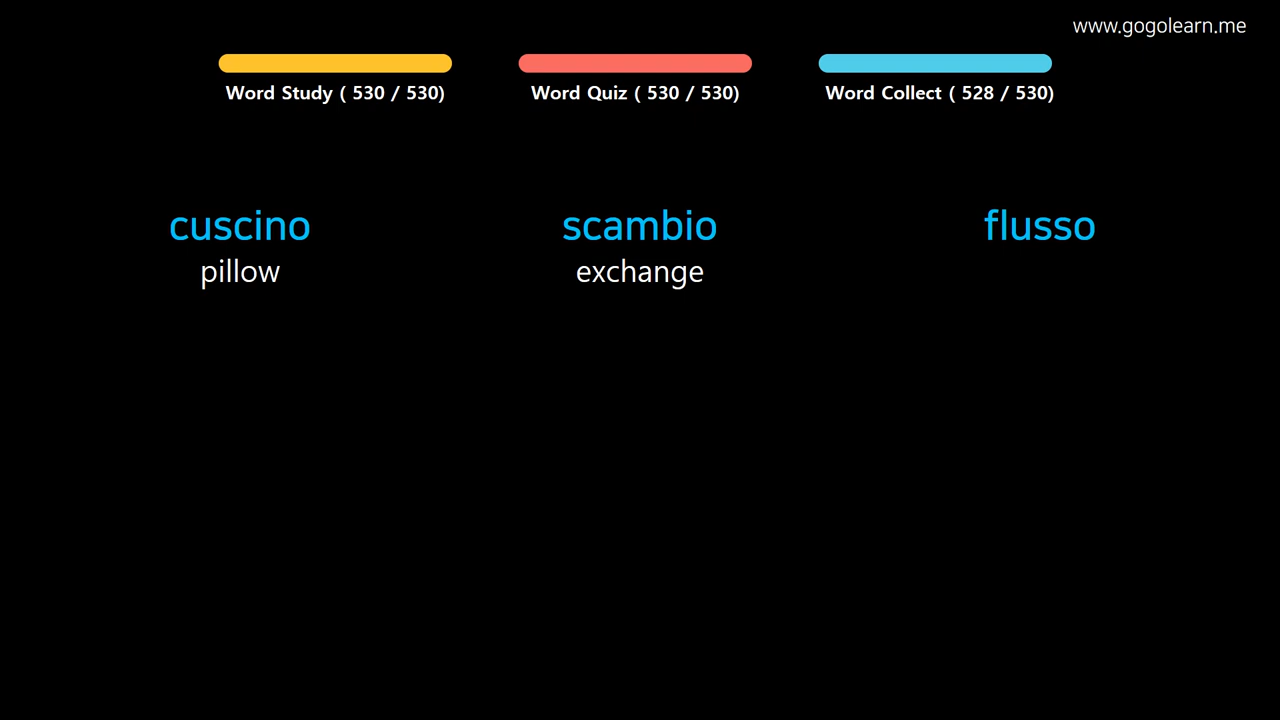 www.gogolearn.me
Word Study ( 530 / 530)
Word Quiz ( 530 / 530)
Word Collect ( 528 / 530)
cuscino
pillow
scambio
exchange
flusso